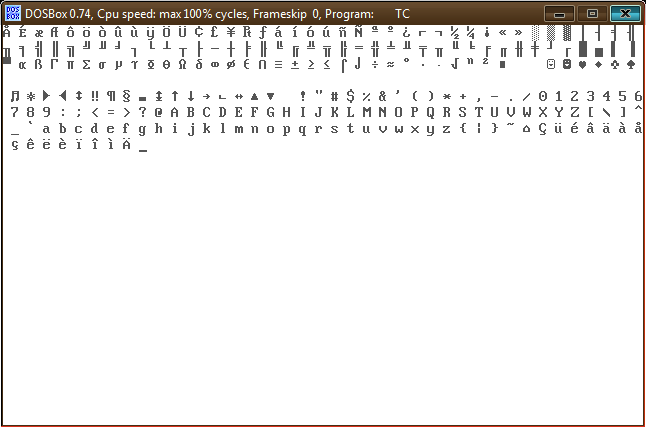 DOSBox 0.74, Cpu speed: max 100% cycles, Frameskip 0, Program: TC
Å É æ Æ ô ö ò û ù ÿ Ö Ü ¢ £ ¥ ₧ ƒ á í ó ú ñ Ñ ª º ¿ ⌐ ¬ ½ ¼ ¡ « » ░ ▒ ▓ │ ┤ ╡ ╢
╖ ╕ ╣ ║ ╗ ╝ ╜ ╛ ┐ └ ┴ ┬ ├ ─ ┼ ╞ ╟ ╚ ╔ ╩ ╦ ╠ ═ ╬ ╧ ╨ ╤ ╥ ╙ ╘ ╒ ╓ ╫ ╪ ┘ ┌ █ ▄ ▌ ▐
▀ α ß Γ π Σ σ µ τ Φ Θ Ω δ ∞ φ ε ∩ ≡ ± ≥ ≤ ⌠ ⌡ ÷ ≈ ° ∙ · √ ⁿ ² ■ ☺ ☻ ♥ ♦ ♣ ♠
♫ ☼ ► ◄ ↕ ‼ ¶ § ▬ ↨ ↑ ↓ → ∟ ↔ ▲ ▼ ! " # $ % & ' ( ) * + , - . / 0 1 2 3 4 5 6
7 8 9 : ; < = > ? @ A B C D E F G H I J K L M N O P Q R S T U V W X Y Z [ \ ] ^
_ ` a b c d e f g h i j k l m n o p q r s t u v w x y z { | } ~ ⌂ Ç ü é â ä à å
ç ê ë è ï î ì Ä _